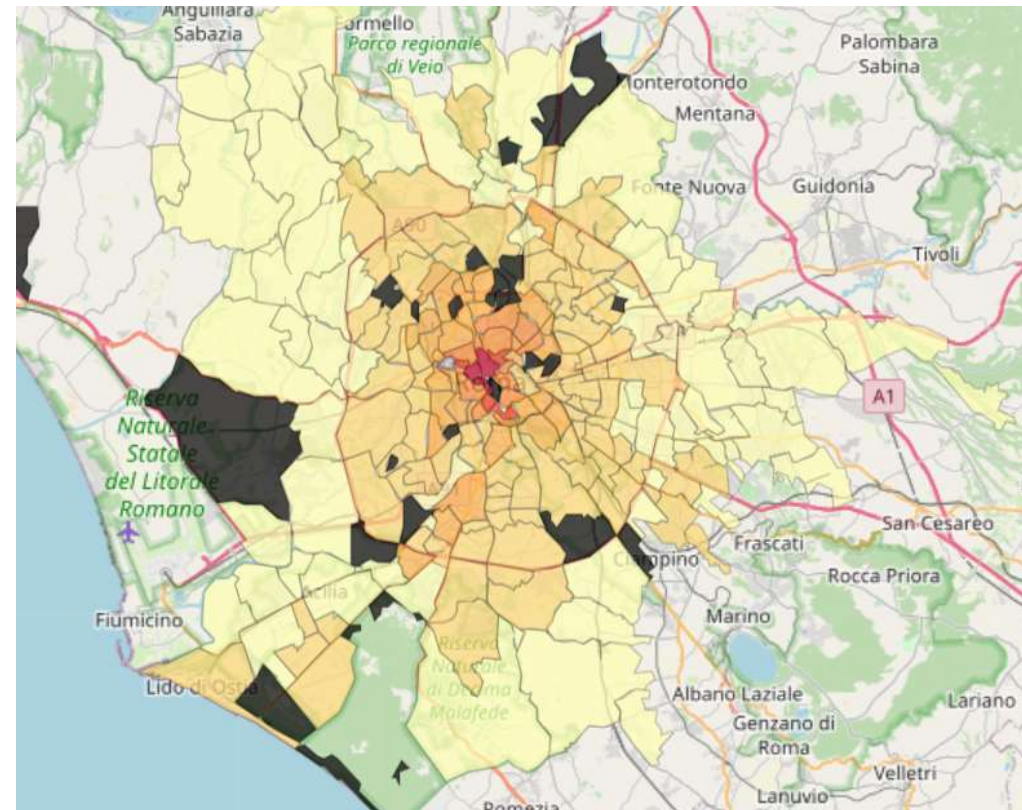 Anguillara
Sabazia
Formello
Parco regionale
di Veio
Palombara
Sabina
Monterotondo
Mentana
Fonte Nuova
Guidonia
A90
Tivoli
A1
Riserva
Naturale
Statale
del Litorale
Romano
San Cesareo
Frascati
Ciampino
Rocca Priora
Acilia
Fiumicino
Marino
Riserva
Naturale
di Decima
Malafede
Lido di Ostia
Albano Laziale
Lariano
Genzano di
Roma
Velletri
Lanuvio
Pomezia